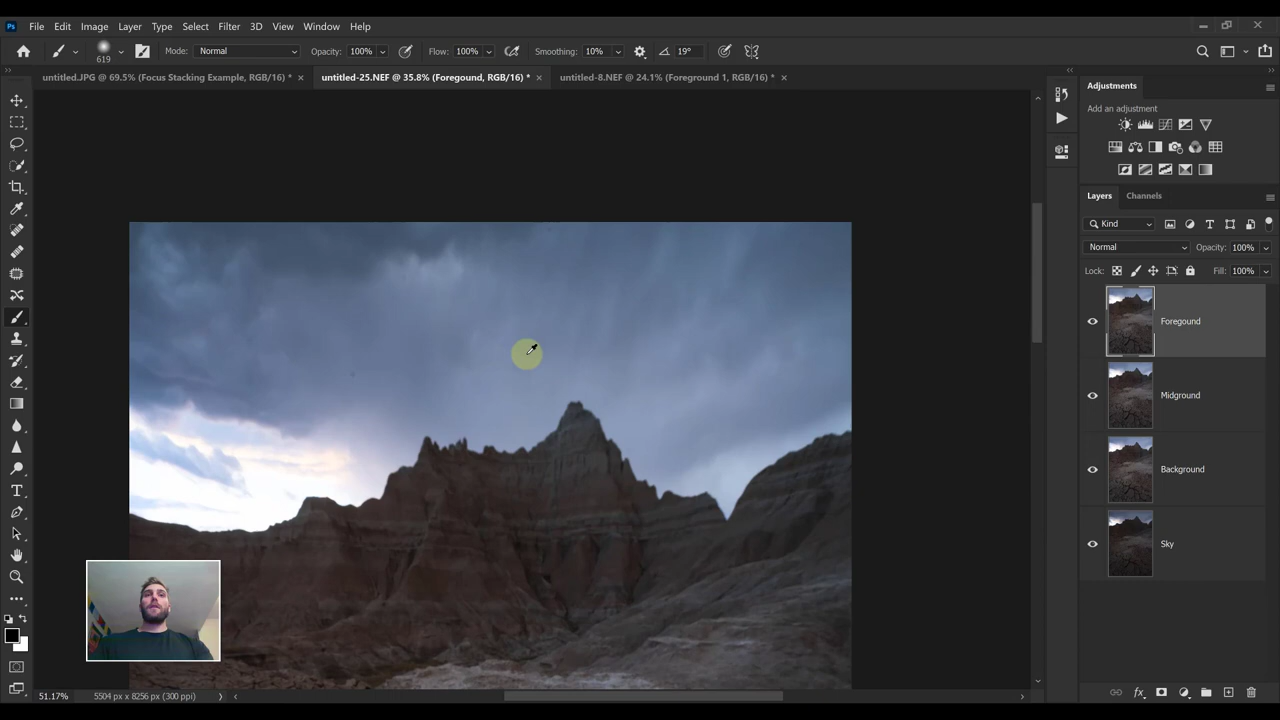 Ps File Edit Image Layer Type Select Filter 3D View Window Help
619 Mode: Normal Opacity: 100% Flow: 100% Smoothing: 10% 19°
untitled.JPG @ 69.5% (Focus Stacking Example, RGB/16) * × untitled-25.NEF @ 35.8% (Foregound, RGB/16) * × untitled-8.NEF @ 24.1% (Foreground 1, RGB/16) * ×
Adjustments
Add an adjustment
Layers Channels
Kind
Normal Opacity: 100%
Lock: Fill: 100%
Foregound
Midground
Background
Sky
51.17% 5504 px x 8256 px (300 ppi)